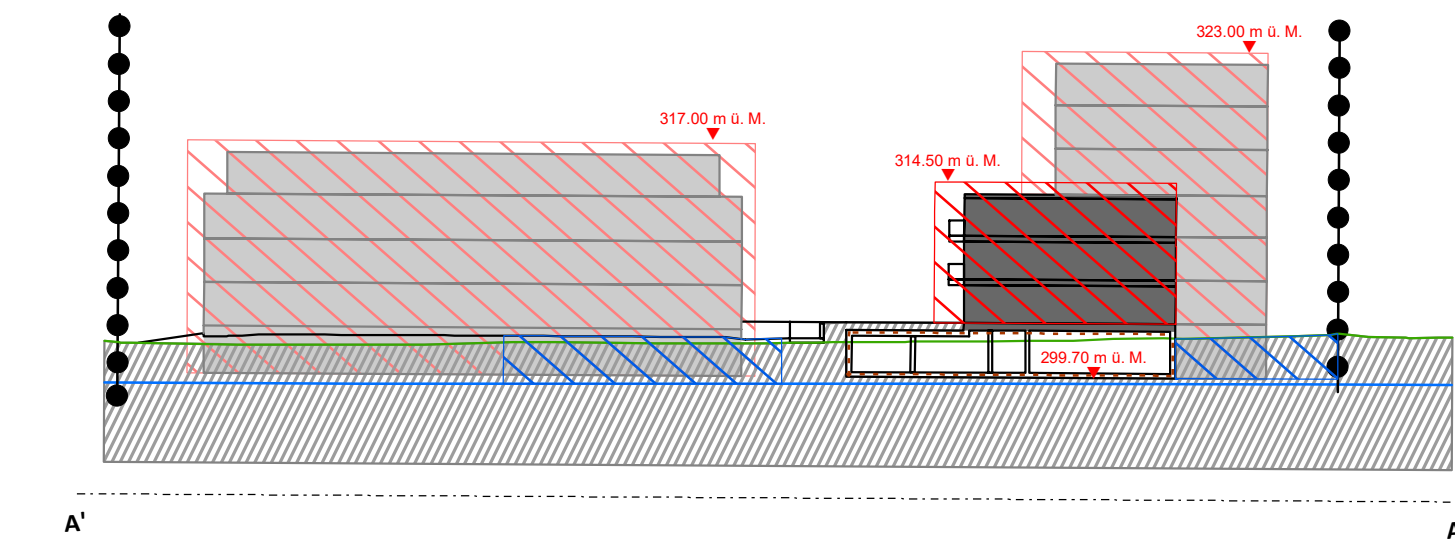 323.00 m ü. M.
317.00 m ü. M.
314.50 m ü. M.
299.70 m ü. M.
A'
A